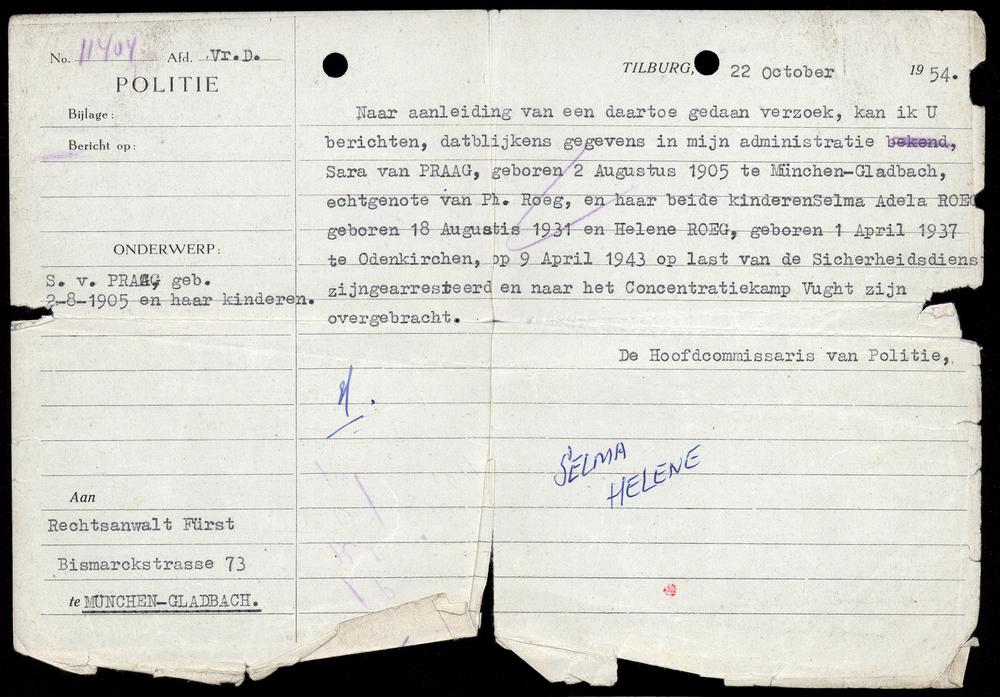 No. 11404 Afd. Vr.D.
POLITIE
Bijlage:
Bericht op:
ONDERWERP:
S. v. PRAAG, geb.
2-8-1905 en haar kinderen.
Aan
Rechtsanwalt Fürst
Bismarckstrasse 73
te MÜNCHEN-GLADBACH.
TILBURG, 22 October 1954.
Naar aanleiding van een daartoe gedaan verzoek, kan ik U
berichten, datblijkens gegevens in mijn administratie bekend,
Sara van PRAAG, geboren 2 Augustus 1905 te München-Gladbach,
echtgenote van Ph. Roeg, en haar beide kinderenSelma Adela ROEG
geboren 18 Augustis 1931 en Helene ROEG, geboren 1 April 1937
te Odenkirchen, op 9 April 1943 op last van de Sicherheidsdiens
zijngearresteerd en naar het Concentratiekamp Vught zijn
overgebracht.
De Hoofdcommissaris van Politie,
SELMA
HELENE